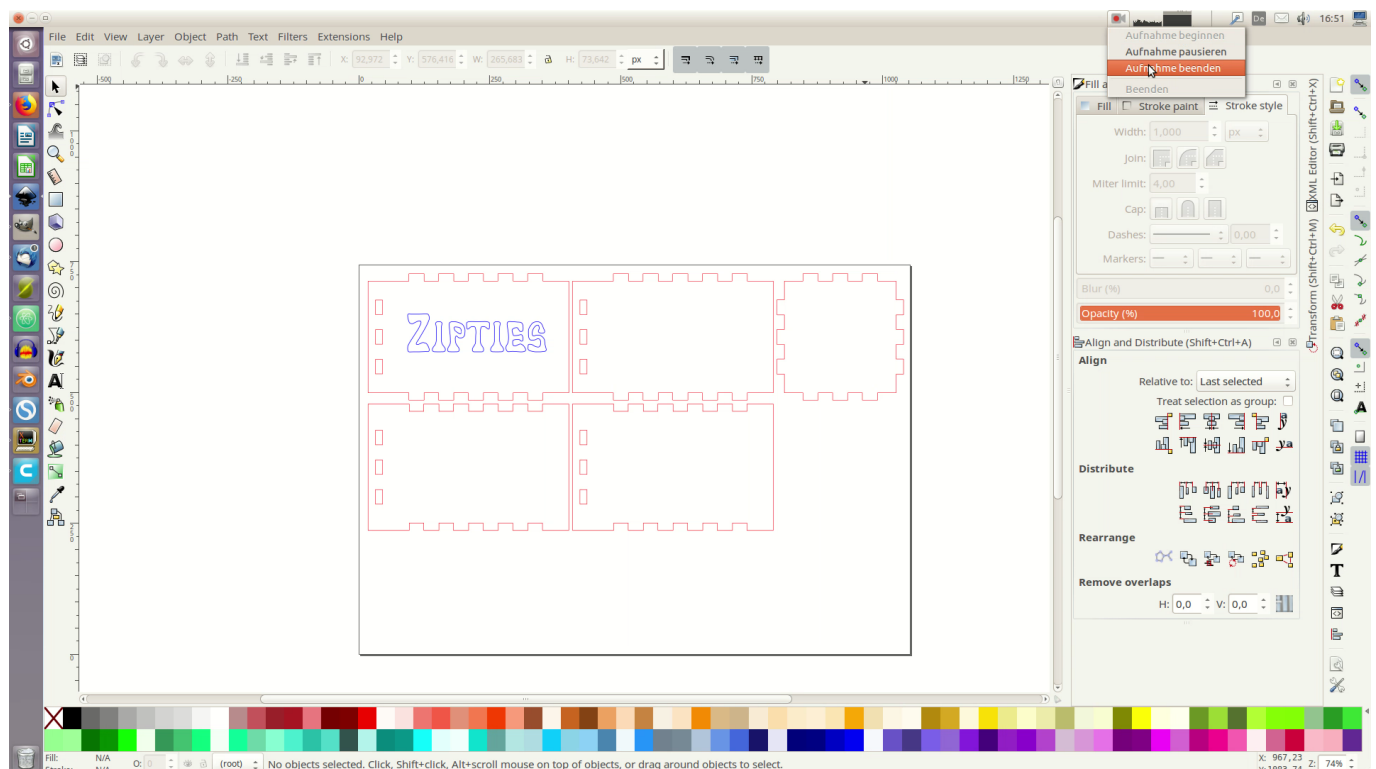 De
16:51
File Edit View Layer Object Path Text Filters Extensions Help
Aufnahme beginnen
Aufnahme pausieren
Aufnahme beenden
Beenden
X: 92,972 Y: 576,416 W: 265,683 H: 73,642 px
-500 -250 0 250 500 750 1000 1250
Fill a
Fill Stroke paint Stroke style
Width: 1,000 px
Join:
Miter limit: 4,00
Cap:
Dashes: 0,00
Markers:
Blur (%) 0,0
Opacity (%) 100,0
XML Editor (Shift+Ctrl+X)
Transform (Shift+Ctrl+M)
Align and Distribute (Shift+Ctrl+A)
Align
Relative to: Last selected
Treat selection as group:
Distribute
Rearrange
Remove overlaps
H: 0,0 V: 0,0
ZIPTIES
Fill: N/A
O: 0 (root) No objects selected. Click, Shift+click, Alt+scroll mouse on top of objects, or drag around objects to select.
X: 967,23
Z: 74%